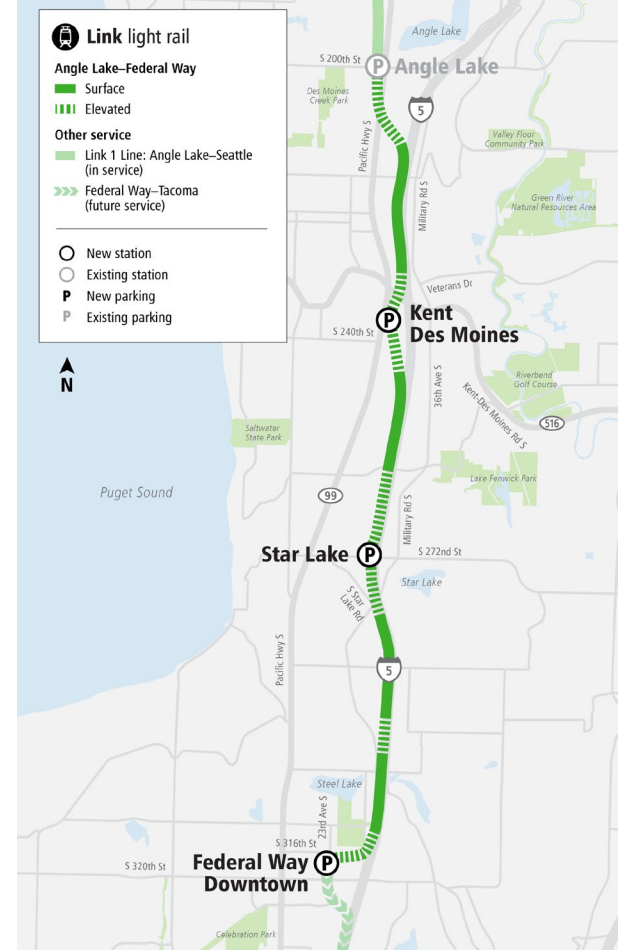 Link light rail
Angle Lake–Federal Way
Surface
Elevated
Other service
Link 1 Line: Angle Lake–Seattle
(in service)
Federal Way–Tacoma
(future service)
New station
Existing station
P New parking
P Existing parking
N
Angle Lake
S 200th St
P Angle Lake
Des Moines
Creek Park
5
Pacific Hwy S
Valley Floor
Community Park
Military Rd S
Green River
Natural Resources Area
Veterans Dr
P Kent
Des Moines
S 240th St
36th Ave S
Riverbend
Golf Course
Kent-Des Moines Rd S
516
Saltwater
State Park
Lake Fenwick Park
Puget Sound
99
Military Rd S
Star Lake P
S 272nd St
Star Lake
S Star
Lake Rd
Pacific Hwy S
5
Steel Lake
23rd Ave S
S 316th St
Federal Way P
Downtown
S 320th St
Celebration Park